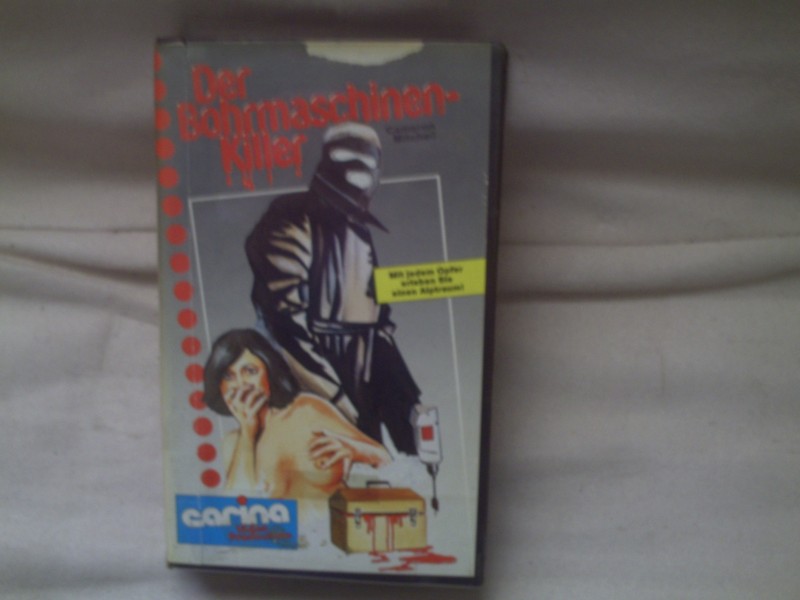 Der
Bohrmaschinen-
Killer
Mit jedem Opfer
erleben Sie
einen Alptraum!
carina